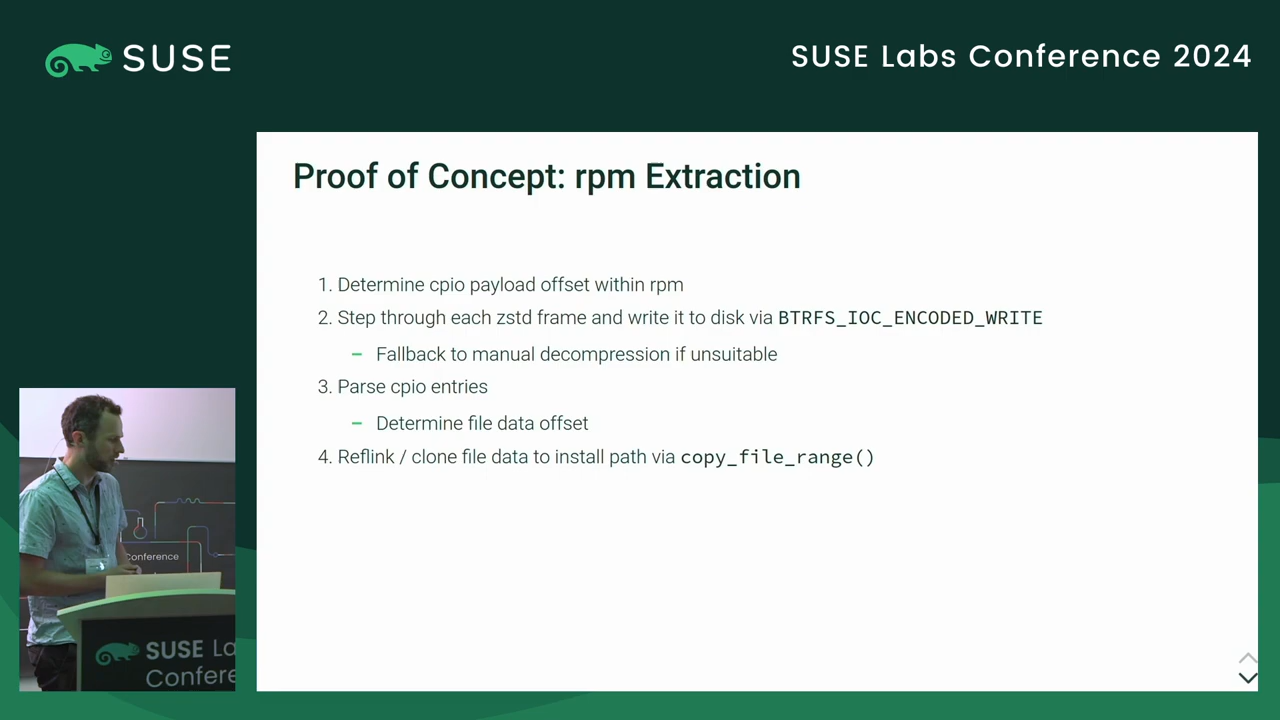 SUSE
SUSE Labs Conference 2024
Proof of Concept: rpm Extraction
1. Determine cpio payload offset within rpm
2. Step through each zstd frame and write it to disk via BTRFS_IOC_ENCODED_WRITE
– Fallback to manual decompression if unsuitable
3. Parse cpio entries
– Determine file data offset
4. Reflink / clone file data to install path via copy_file_range()
Conference
SUSE La
Confere